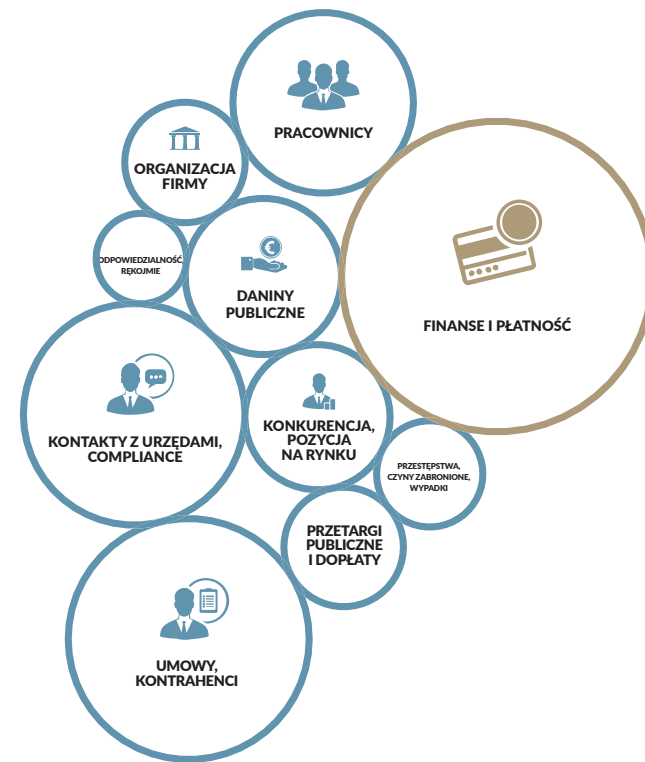 PRACOWNICY
ORGANIZACJA
FIRMY
ODPOWIEDZIALNOŚĆ,
RĘKOJMIE
DANINY
PUBLICZNE
FINANSE I PŁATNOŚĆ
KONTAKTY Z URZĘDAMI,
COMPLIANCE
KONKURENCJA,
POZYCJA
NA RYNKU
PRZESTĘPSTWA,
CZYNY ZABRONIONE,
WYPADKI
PRZETARGI
PUBLICZNE
I DOPŁATY
UMOWY,
KONTRAHENCI